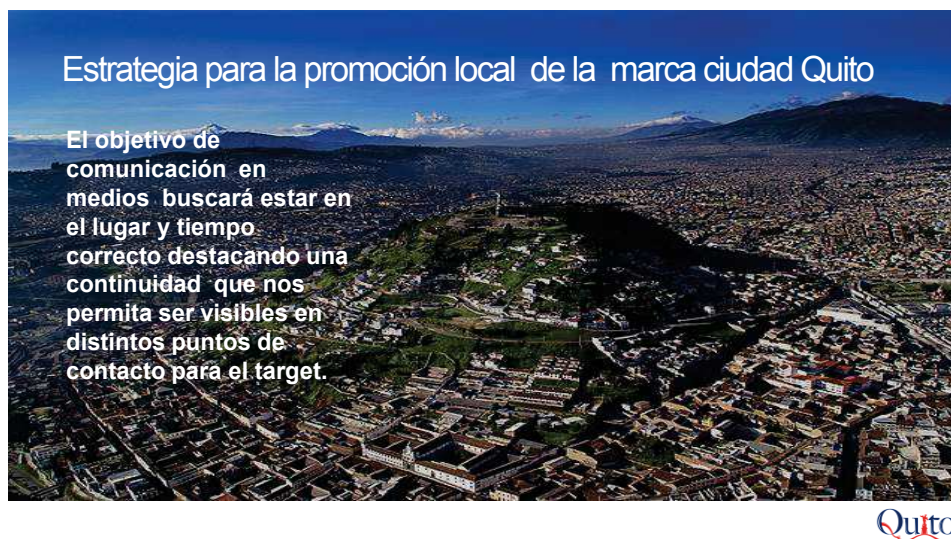 Estrategia para la promoción local de la marca ciudad Quito
El objetivo de
comunicación en
medios buscará estar en
el lugar y tiempo
correcto destacando una
continuidad que nos
permita ser visibles en
distintos puntos de
contacto para el target.
Quito